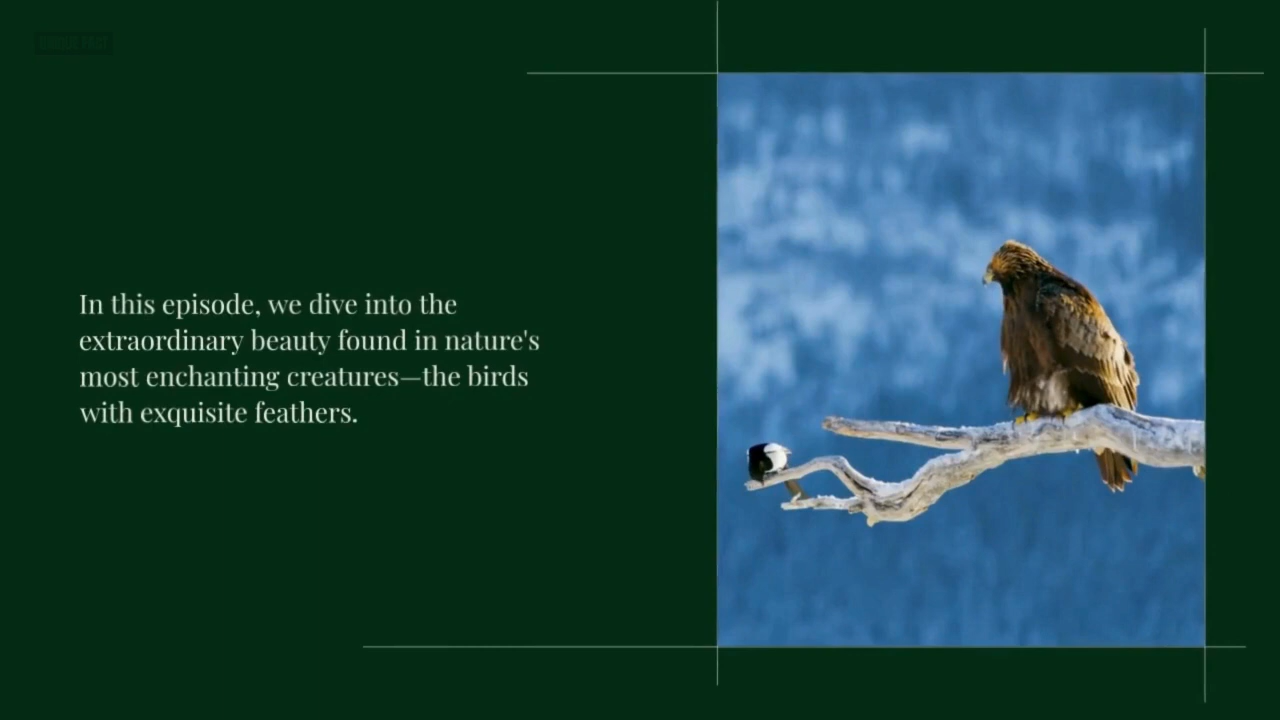 In this episode, we dive into the
extraordinary beauty found in nature's
most enchanting creatures—the birds
with exquisite feathers.